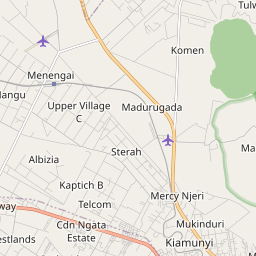 Tulw
Komen
Menengai
angu
Upper Village
C
Madurugada
Ma
Albizia
Sterah
Kaptich B
Telcom
Mercy Njeri
way
Cdn Ngata
Estate
Mukinduri
estlands
Kiamunyi